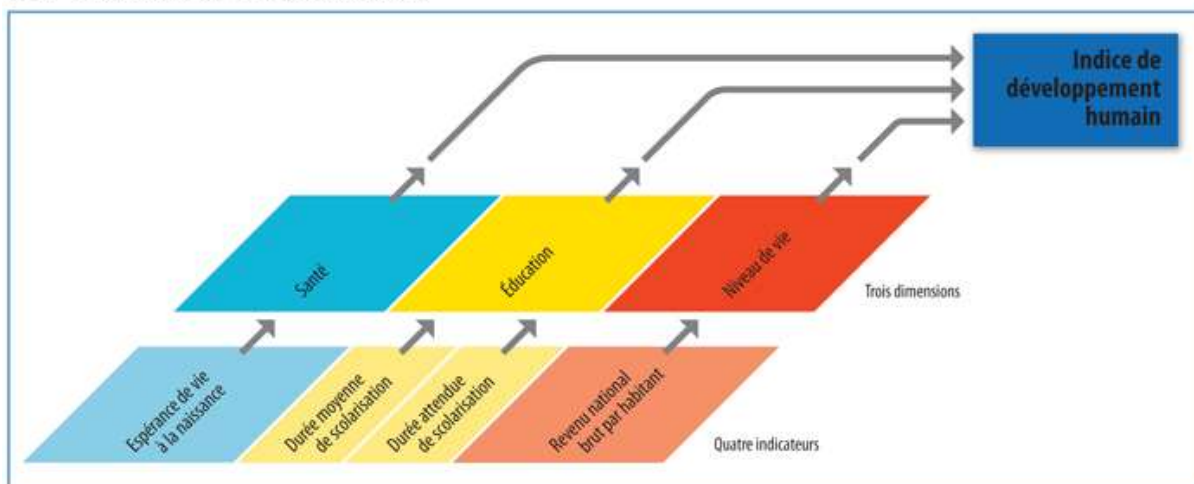 Indice de
développement
humain
Santé
Éducation
Niveau de vie
Trois dimensions
Espérance de vie
à la naissance
Durée moyenne
de scolarisation
Durée attendue
de scolarisation
Revenu national
brut par habitant
Quatre indicateurs